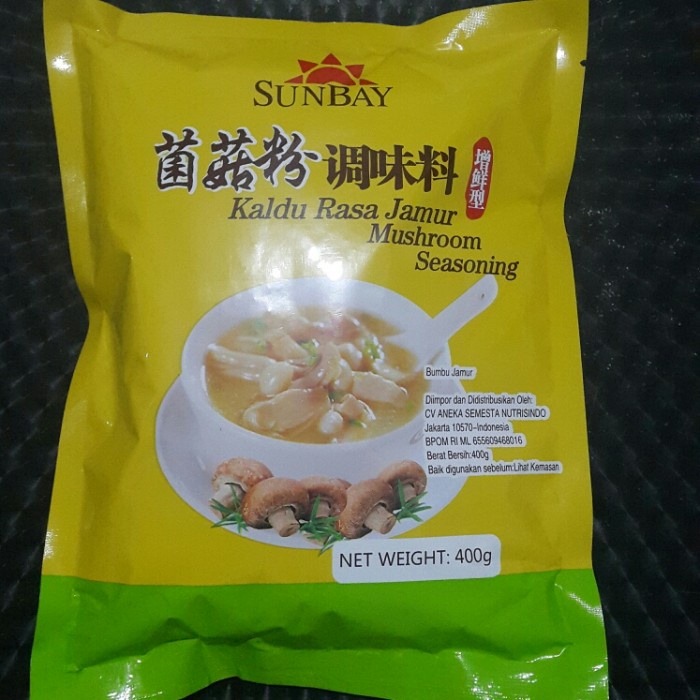 SUNBAY
菌菇粉调味料
增鲜型
Kaldu Rasa Jamur
Mushroom
Seasoning
Bumbu Jamur
Diimpor dan Didistribusikan Oleh:
CV ANEKA SEMESTA NUTRISINDO
Jakarta 10570-Indonesia
BPOM RI ML 655609468016
Berat Bersih:400g
Baik digunakan sebelum:Lihat Kemasan
NET WEIGHT: 400g